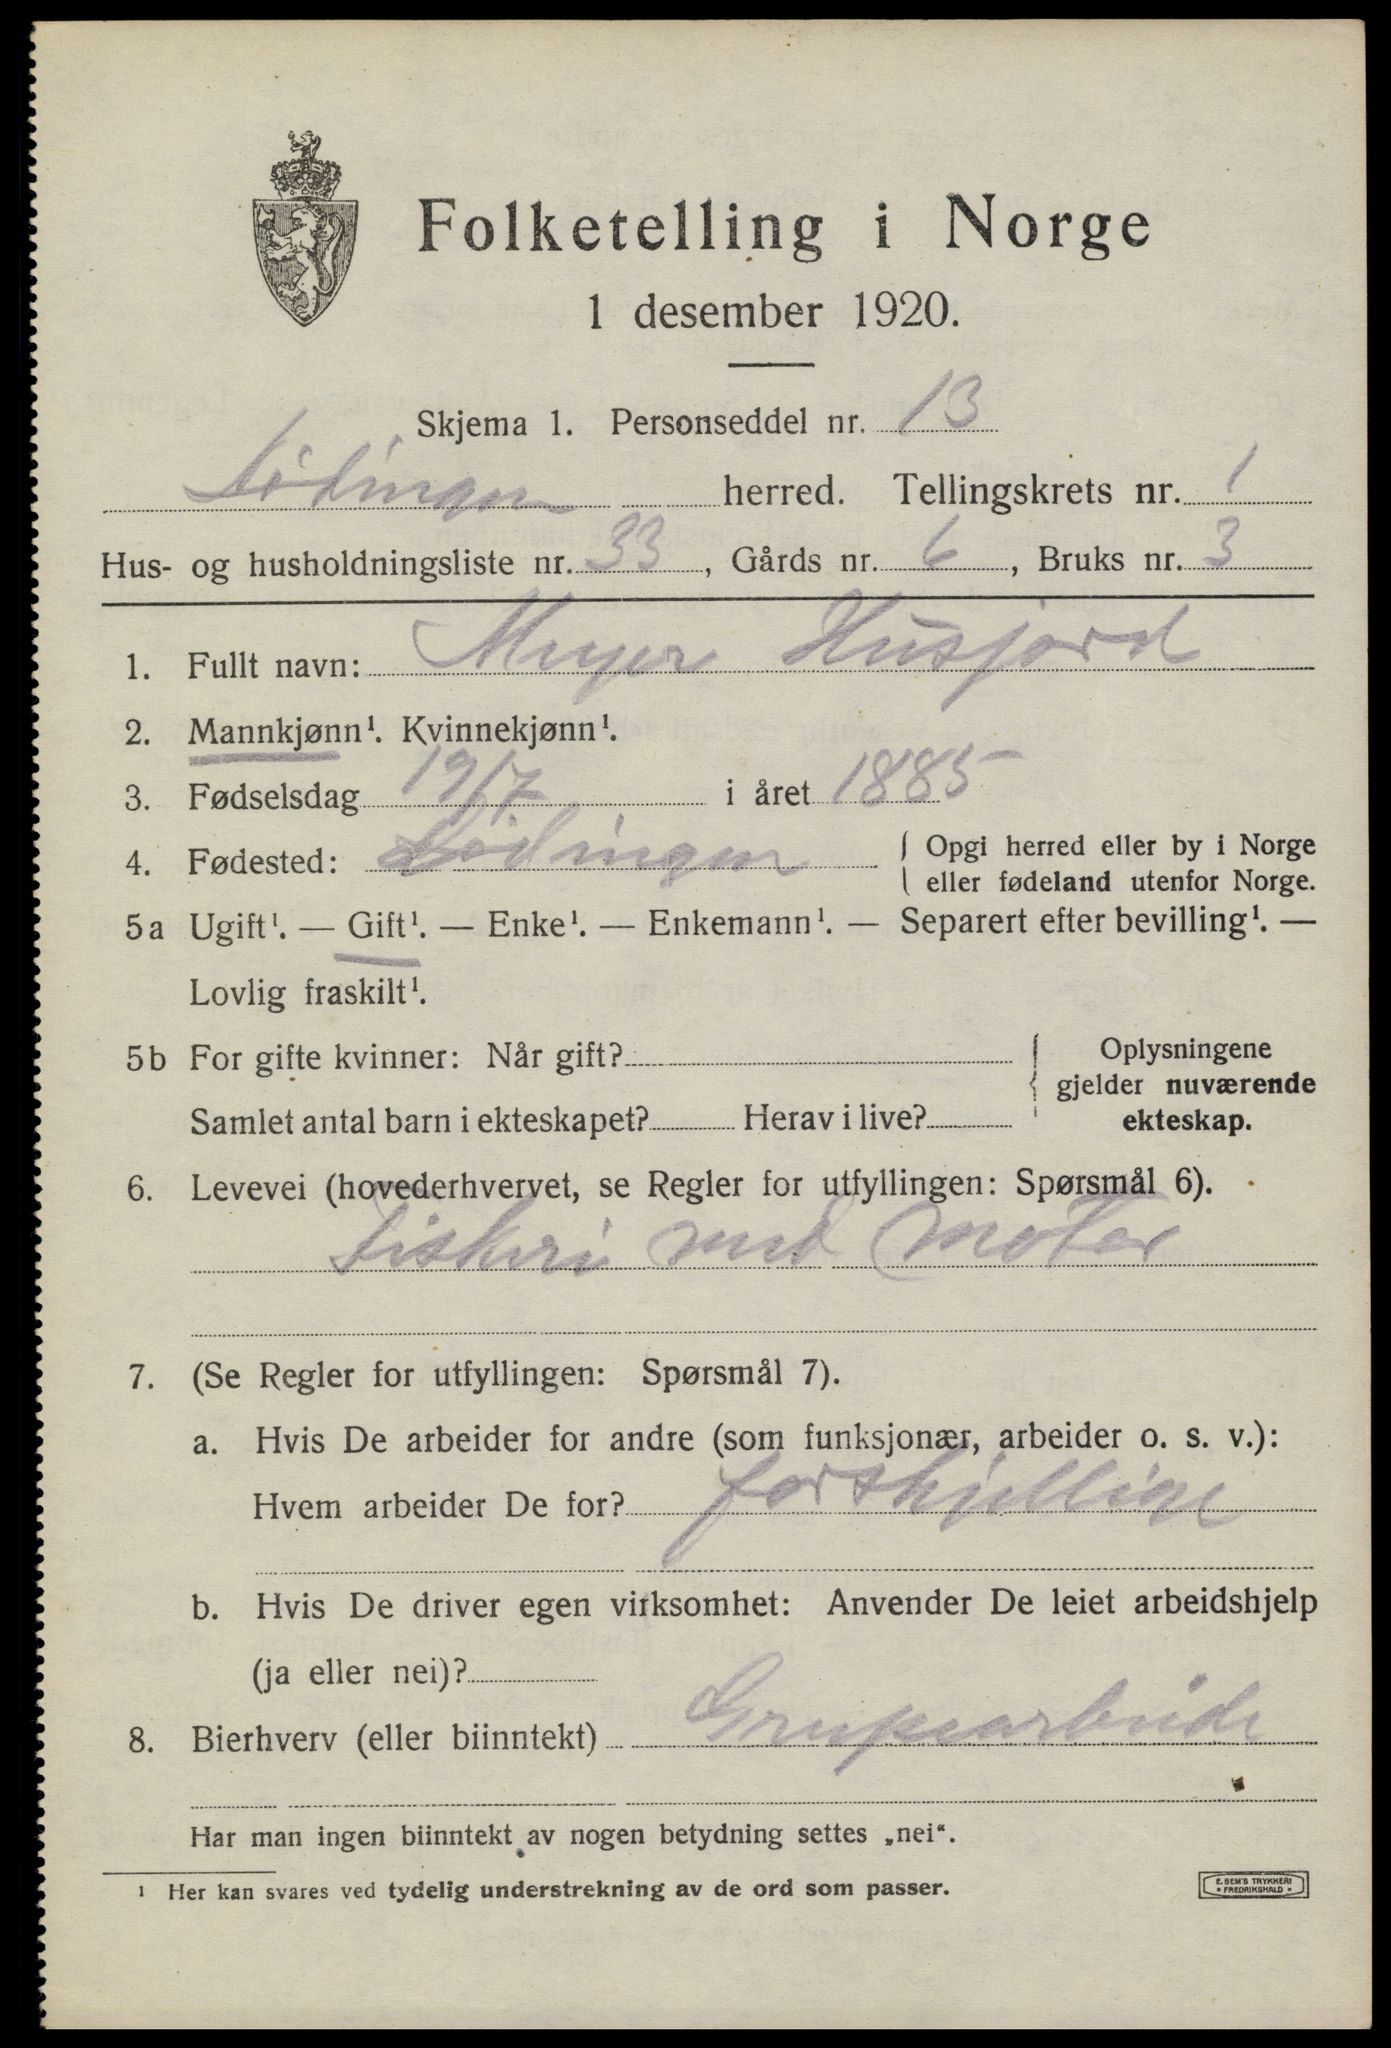 Folketelling i Norge
1 desember 1920.
Skjema 1. Personseddel nr. 13
Lødingen herred. Tellingskrets nr. 1
Hus- og husholdningsliste nr. 33, Gårds nr. 6, Bruks nr. 3
1. Fullt navn: Meyer Husjord
2. Mannkjønn¹. Kvinnekjønn¹.
3. Fødselsdag 19/7 i året 1885
4. Fødested: Lødingen { Opgi herred eller by i Norge
eller fødeland utenfor Norge.
5a Ugift¹. — Gift¹. — Enke¹. — Enkemann¹. — Separert efter bevilling¹. —
Lovlig fraskilt¹.
5b For gifte kvinner: Når gift? { Oplysningene
gjelder nuværende
Samlet antal barn i ekteskapet? Herav i live? ekteskap.
6. Levevei (hovederhvervet, se Regler for utfyllingen: Spørsmål 6).
Fiskeri med motor
7. (Se Regler for utfyllingen: Spørsmål 7).
a. Hvis De arbeider for andre (som funksjonær, arbeider o. s. v.):
Hvem arbeider De for? forskjellige
b. Hvis De driver egen virksomhet: Anvender De leiet arbeidshjelp
(ja eller nei)?
8. Bierhverv (eller biinntekt) Grupearbeide
Har man ingen biinntekt av nogen betydning settes „nei“.
¹ Her kan svares ved tydelig understrekning av de ord som passer.
E. SEM'S TRYKKERI
• FREDRIKSHALD •